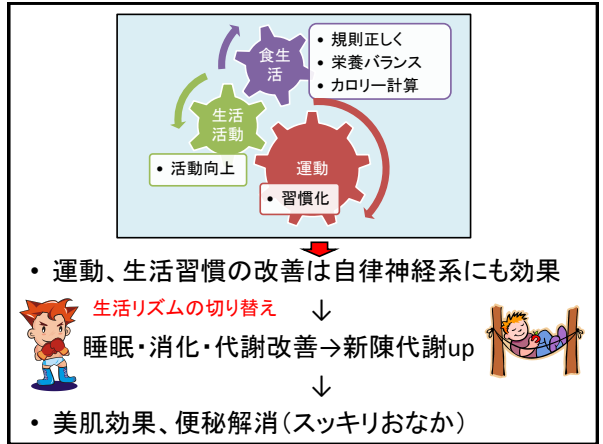 食生
活
• 規則正しく
• 栄養バランス
• カロリー計算
生活
活動
• 活動向上
運動
• 習慣化
• 運動、生活習慣の改善は自律神経系にも効果
生活リズムの切り替え ↓
睡眠・消化・代謝改善→新陳代謝up
↓
• 美肌効果、便秘解消(スッキリおなか)